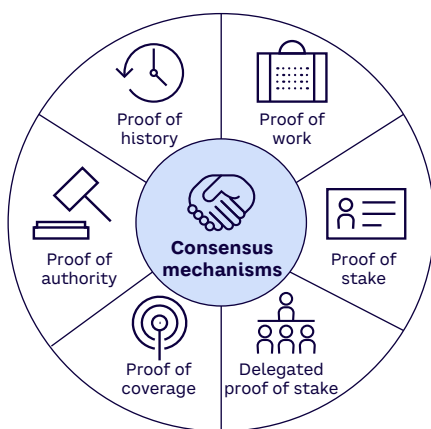 Proof of
history
Proof of
work
Proof of
authority
Consensus
mechanisms
Proof of
stake
Proof of
coverage
Delegated
proof of stake